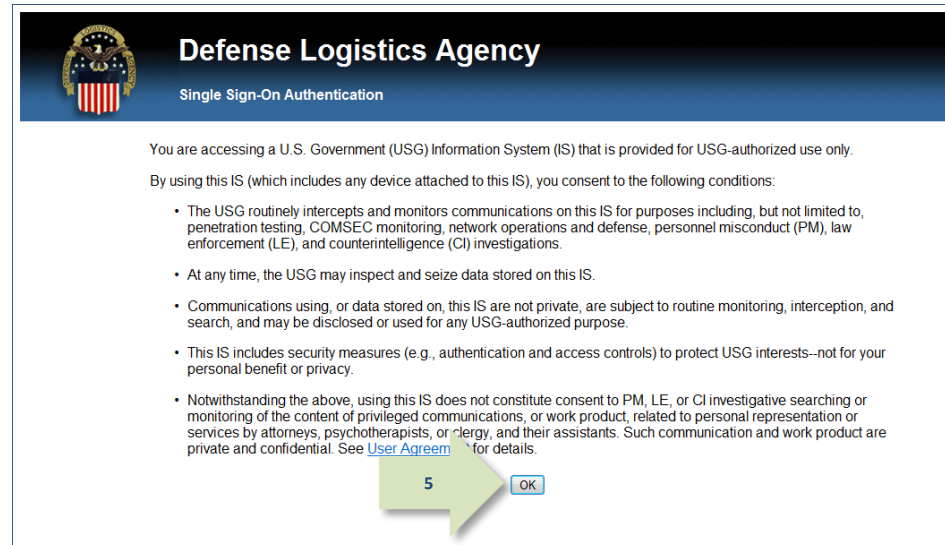 Defense Logistics Agency
Single Sign-On Authentication
You are accessing a U.S. Government (USG) Information System (IS) that is provided for USG-authorized use only.
By using this IS (which includes any device attached to this IS), you consent to the following conditions:
• The USG routinely intercepts and monitors communications on this IS for purposes including, but not limited to,
penetration testing, COMSEC monitoring, network operations and defense, personnel misconduct (PM), law
enforcement (LE), and counterintelligence (CI) investigations.
• At any time, the USG may inspect and seize data stored on this IS.
• Communications using, or data stored on, this IS are not private, are subject to routine monitoring, interception, and
search, and may be disclosed or used for any USG-authorized purpose.
• This IS includes security measures (e.g., authentication and access controls) to protect USG interests--not for your
personal benefit or privacy.
• Notwithstanding the above, using this IS does not constitute consent to PM, LE, or CI investigative searching or
monitoring of the content of privileged communications, or work product, related to personal representation or
services by attorneys, psychotherapists, or clergy, and their assistants. Such communication and work product are
private and confidential. See User for details.
5
OK